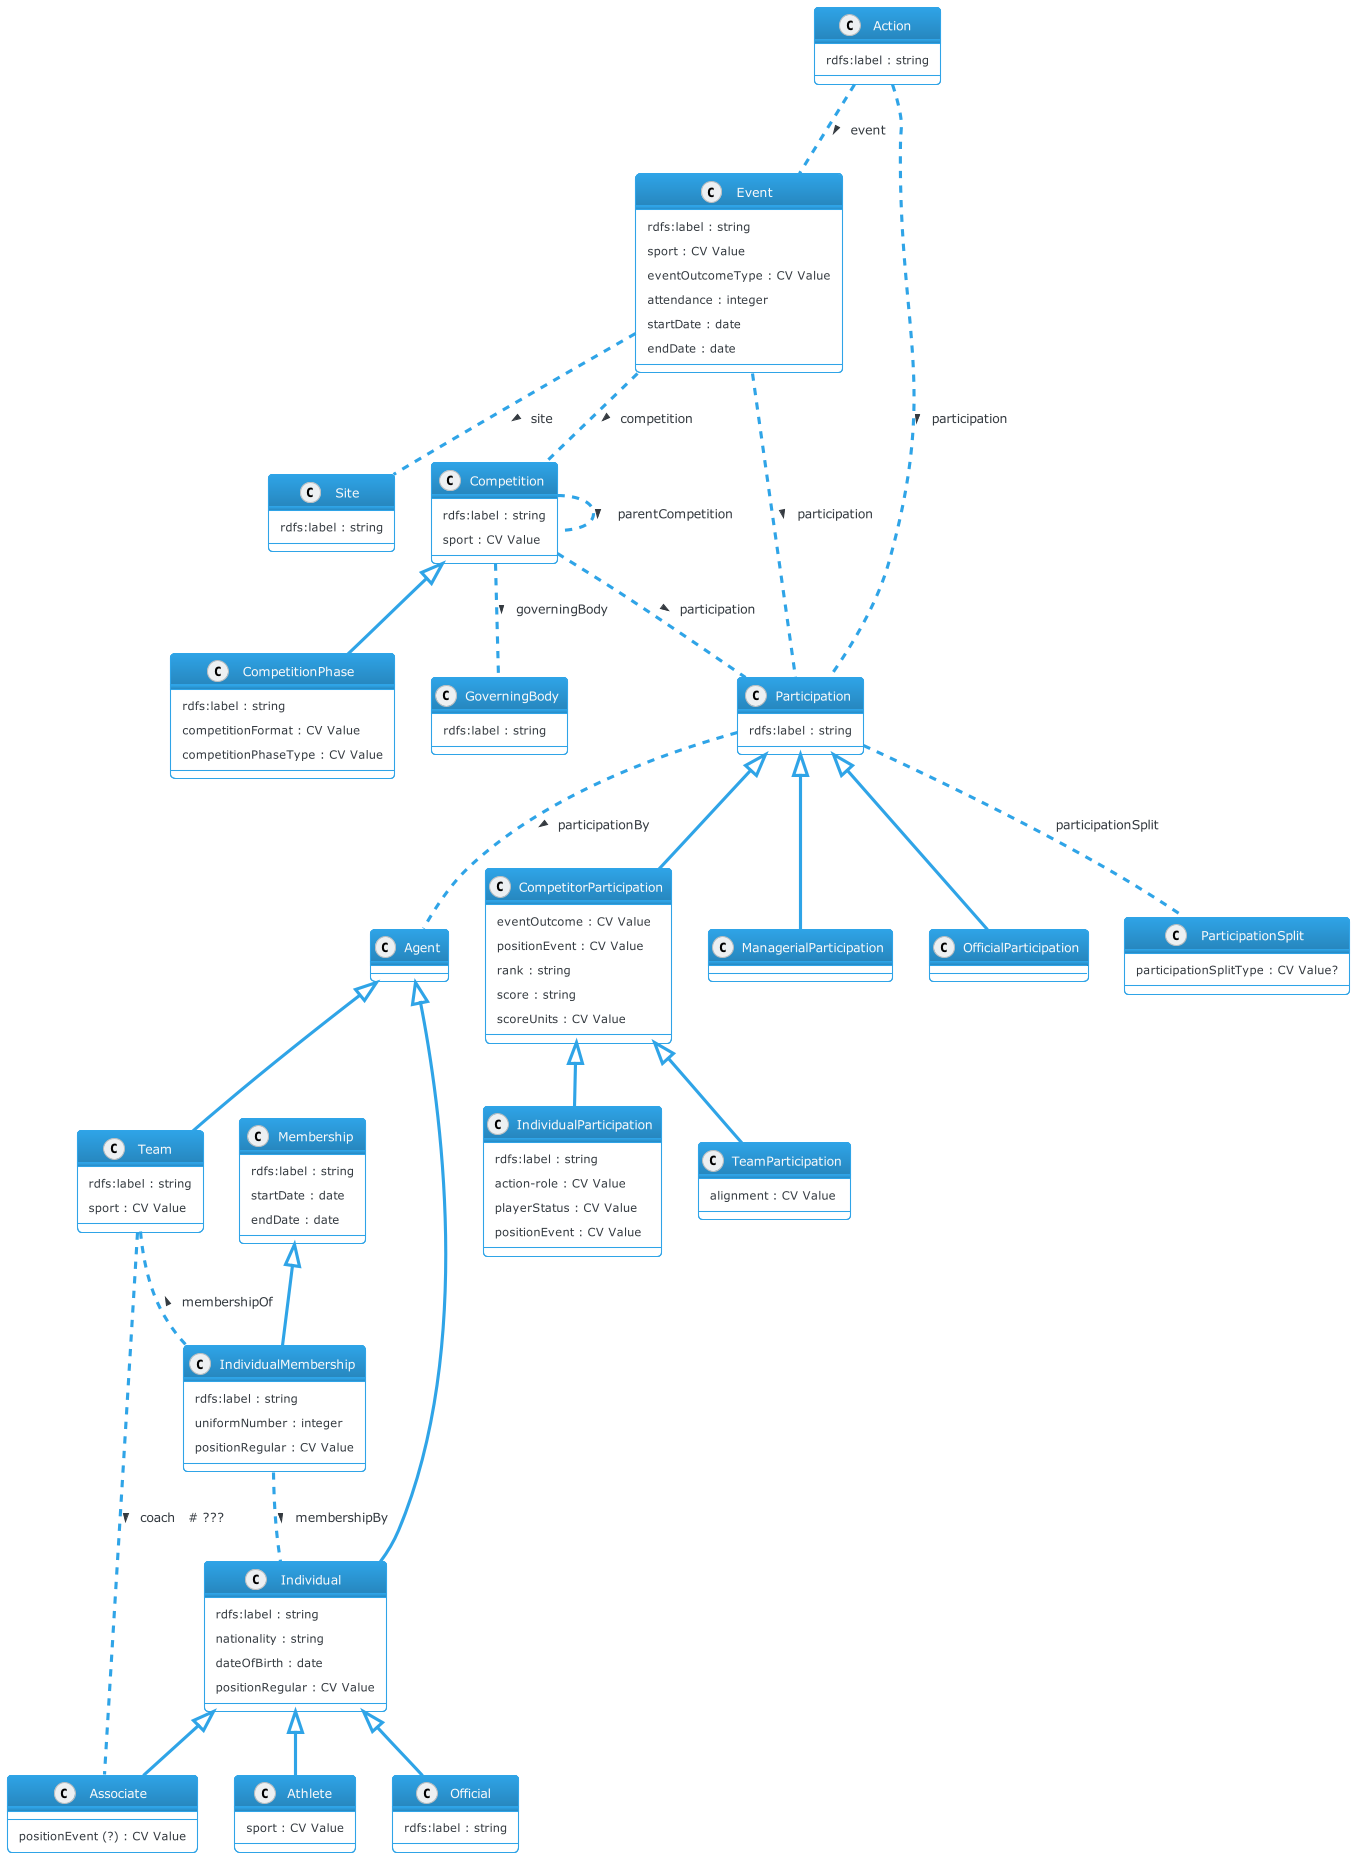 C Action
rdfs:label : string
event
C Event
rdfs:label : string
sport : CV Value
eventOutcomeType : CV Value
attendance : integer
startDate : date
endDate : date
site
competition
participation
C Site
rdfs:label : string
C Competition
rdfs:label : string
sport : CV Value
parentCompetition
participation
governingBody
participation
C CompetitionPhase
rdfs:label : string
competitionFormat : CV Value
competitionPhaseType : CV Value
C GoverningBody
rdfs:label : string
C Participation
rdfs:label : string
participationBy
participationSplit
C Agent
C CompetitorParticipation
eventOutcome : CV Value
positionEvent : CV Value
rank : string
score : string
scoreUnits : CV Value
C ManagerialParticipation
C OfficialParticipation
C ParticipationSplit
participationSplitType : CV Value?
C Team
rdfs:label : string
sport : CV Value
C Membership
rdfs:label : string
startDate : date
endDate : date
C IndividualParticipation
rdfs:label : string
action-role : CV Value
playerStatus : CV Value
positionEvent : CV Value
C TeamParticipation
alignment : CV Value
membershipOf
C IndividualMembership
rdfs:label : string
uniformNumber : integer
positionRegular : CV Value
coach # ???
membershipBy
C Individual
rdfs:label : string
nationality : string
dateOfBirth : date
positionRegular : CV Value
C Associate
positionEvent (?) : CV Value
C Athlete
sport : CV Value
C Official
rdfs:label : string